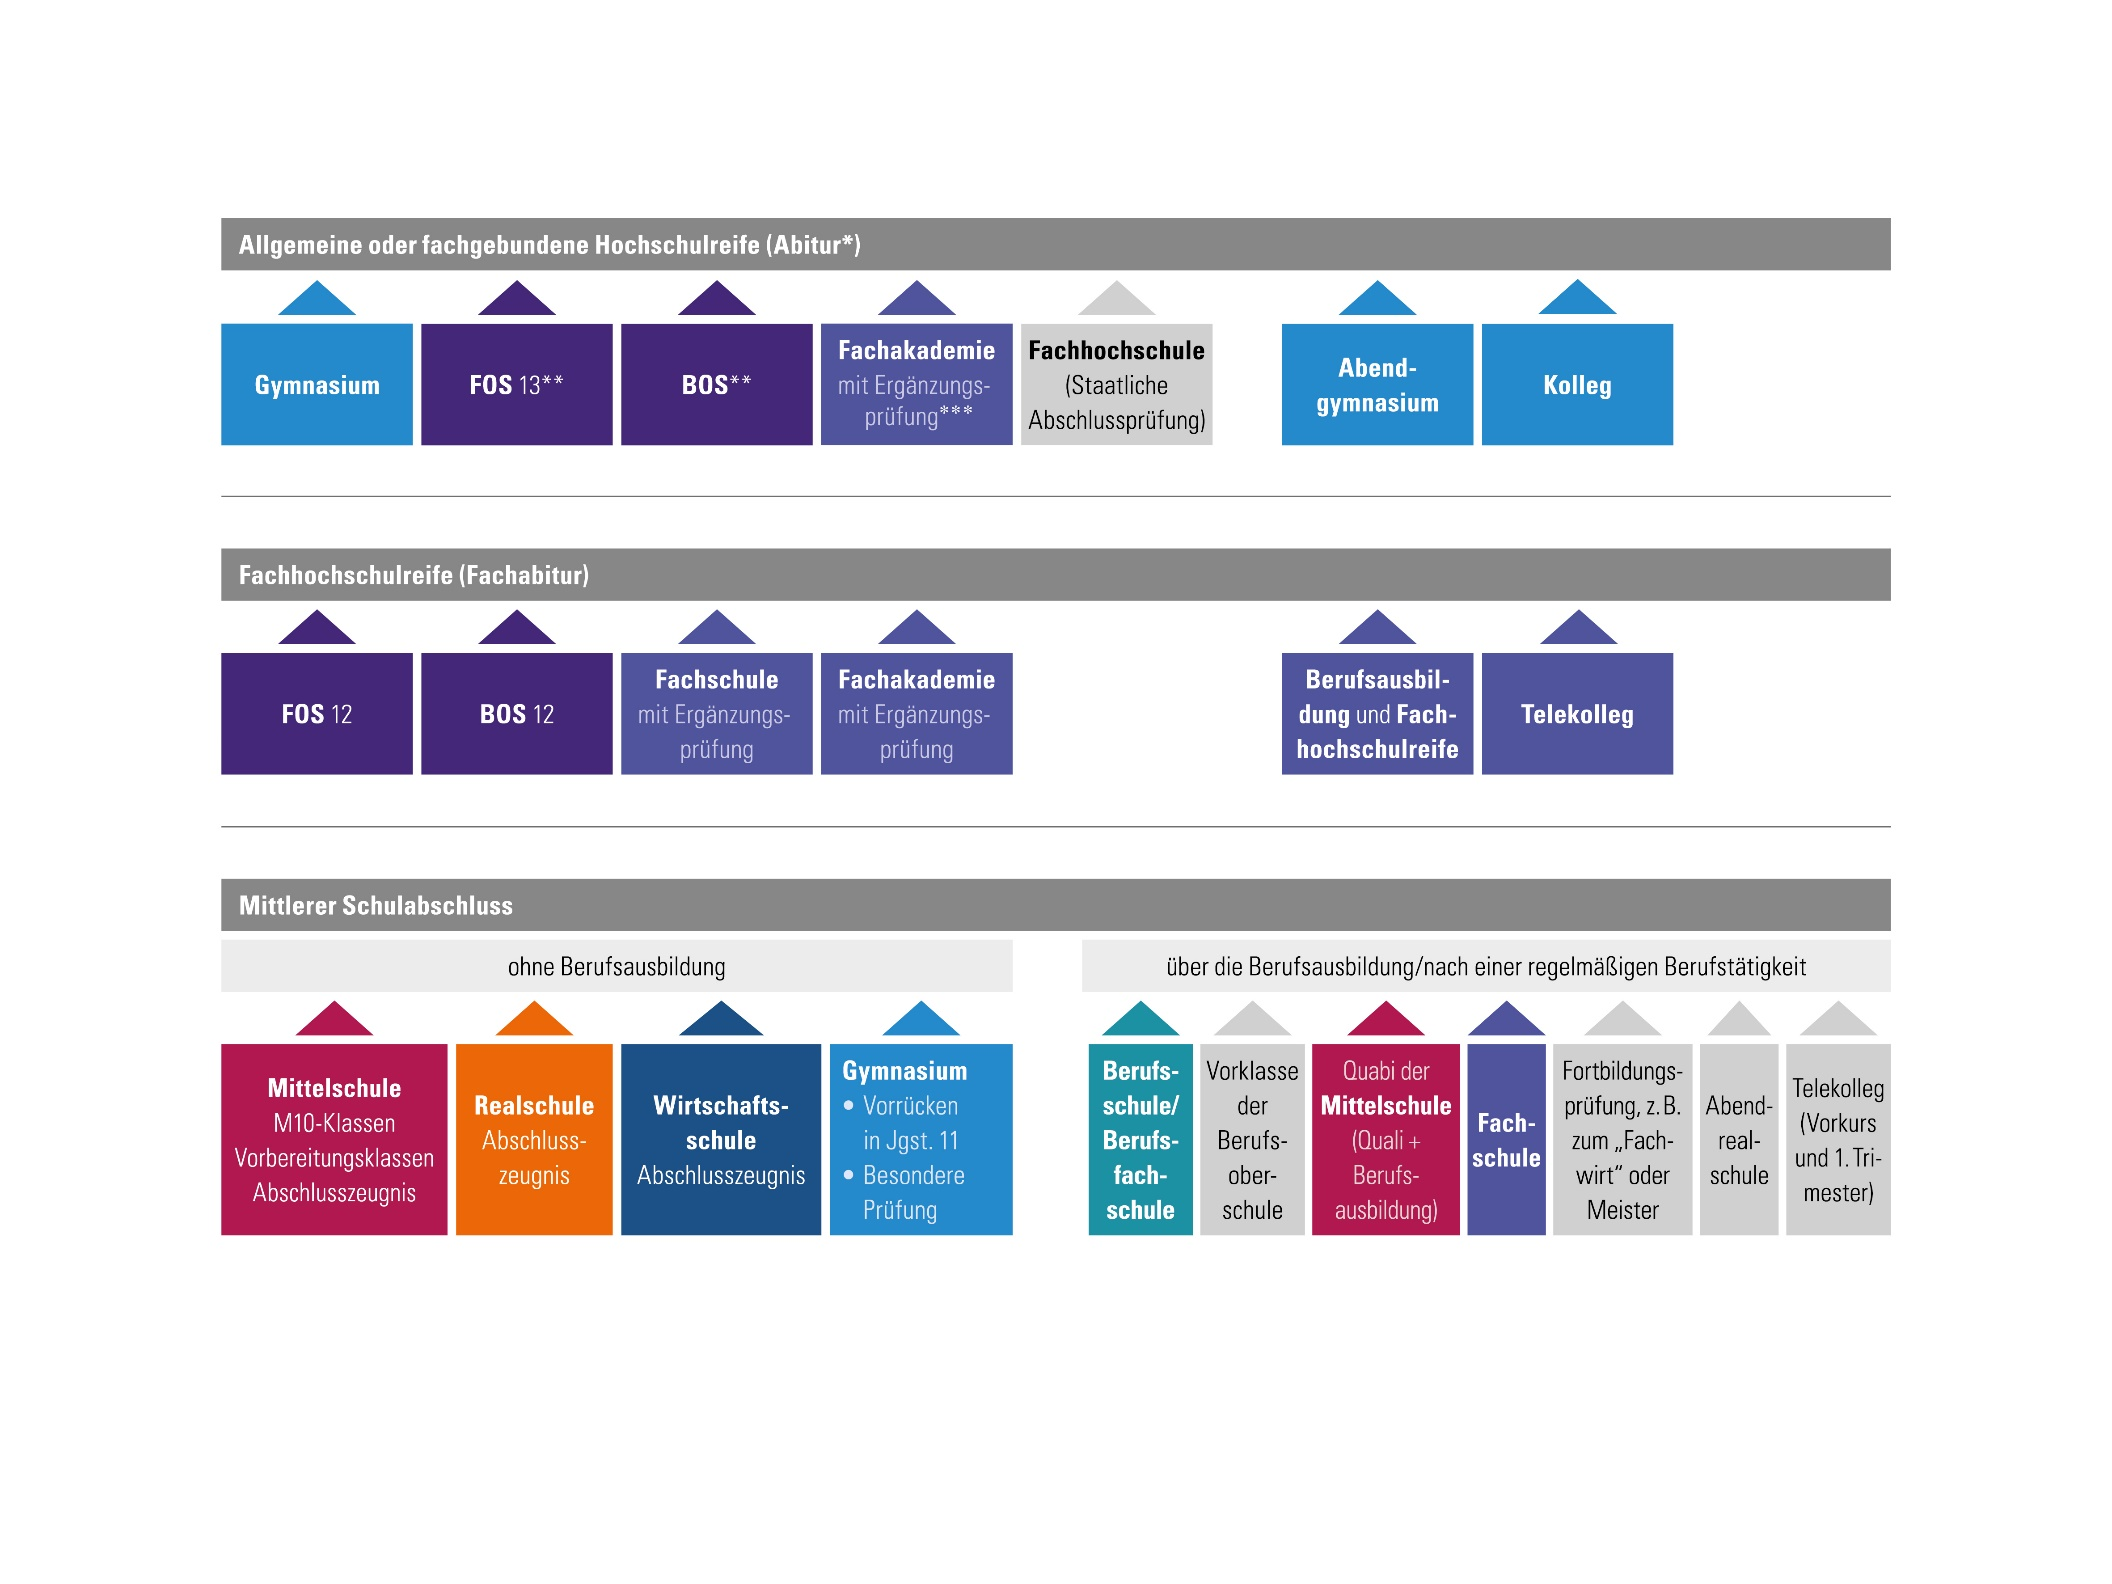 Allgemeine oder fachgebundene Hochschulreife (Abitur*)
Gymnasium
FOS 13**
BOS**
Fachakademie
mit Ergänzungs-
prüfung***
Fachhochschule
(Staatliche
Abschlussprüfung)
Abend-
gymnasium
Kolleg
Fachhochschulreife (Fachabitur)
FOS 12
BOS 12
Fachschule
mit Ergänzungs-
prüfung
Fachakademie
mit Ergänzungs-
prüfung
Berufsausbil-
dung und Fach-
hochschulreife
Telekolleg
Mittlerer Schulabschluss
ohne Berufsausbildung
Mittelschule
M10-Klassen
Vorbereitungsklassen
Abschlusszeugnis
Realschule
Abschluss-
zeugnis
Wirtschafts-
schule
Abschlusszeugnis
Gymnasium
• Vorrücken
in Jgst. 11
• Besondere
Prüfung
über die Berufsausbildung/nach einer regelmäßigen Berufstätigkeit
Berufs-
schule/
Berufs-
fach-
schule
Vorklasse
der
Berufs-
ober-
schule
Quabi der
Mittelschule
(Quali +
Berufs-
ausbildung)
Fach-
schule
Fortbildungs-
prüfung, z. B.
zum „Fach-
wirt“ oder
Meister
Abend-
real-
schule
Telekolleg
(Vorkurs
und 1. Tri-
mester)